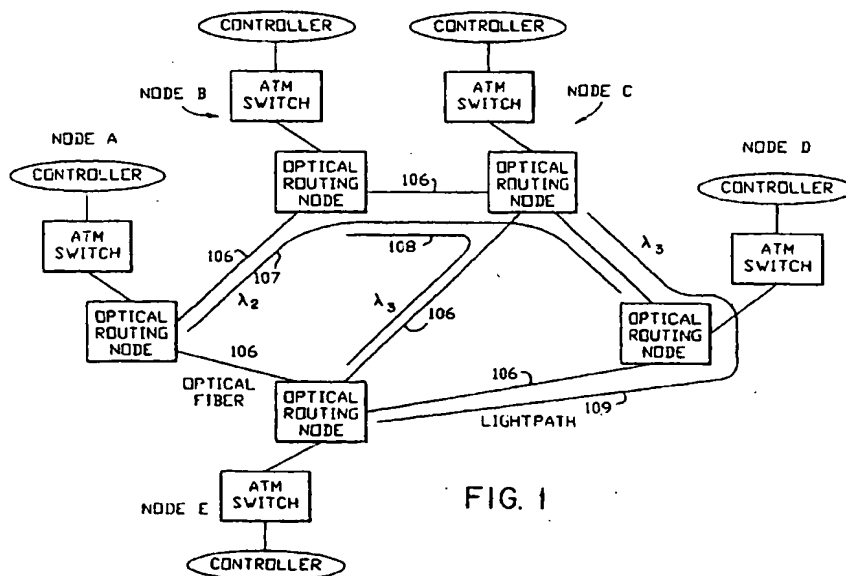 CONTROLLER
CONTROLLER
ATM
SWITCH
ATM
SWITCH
NODE B
NODE C
NODE A
NODE D
CONTROLLER
OPTICAL
ROUTING
NODE
106
OPTICAL
ROUTING
NODE
CONTROLLER
ATM
SWITCH
106
107
108
λ3
ATM
SWITCH
λ2
λ3
106
OPTICAL
ROUTING
NODE
OPTICAL
ROUTING
NODE
106
OPTICAL
FIBER
106
OPTICAL
ROUTING
NODE
LIGHTPATH
109
ATM
SWITCH
NODE E
FIG. 1
CONTROLLER